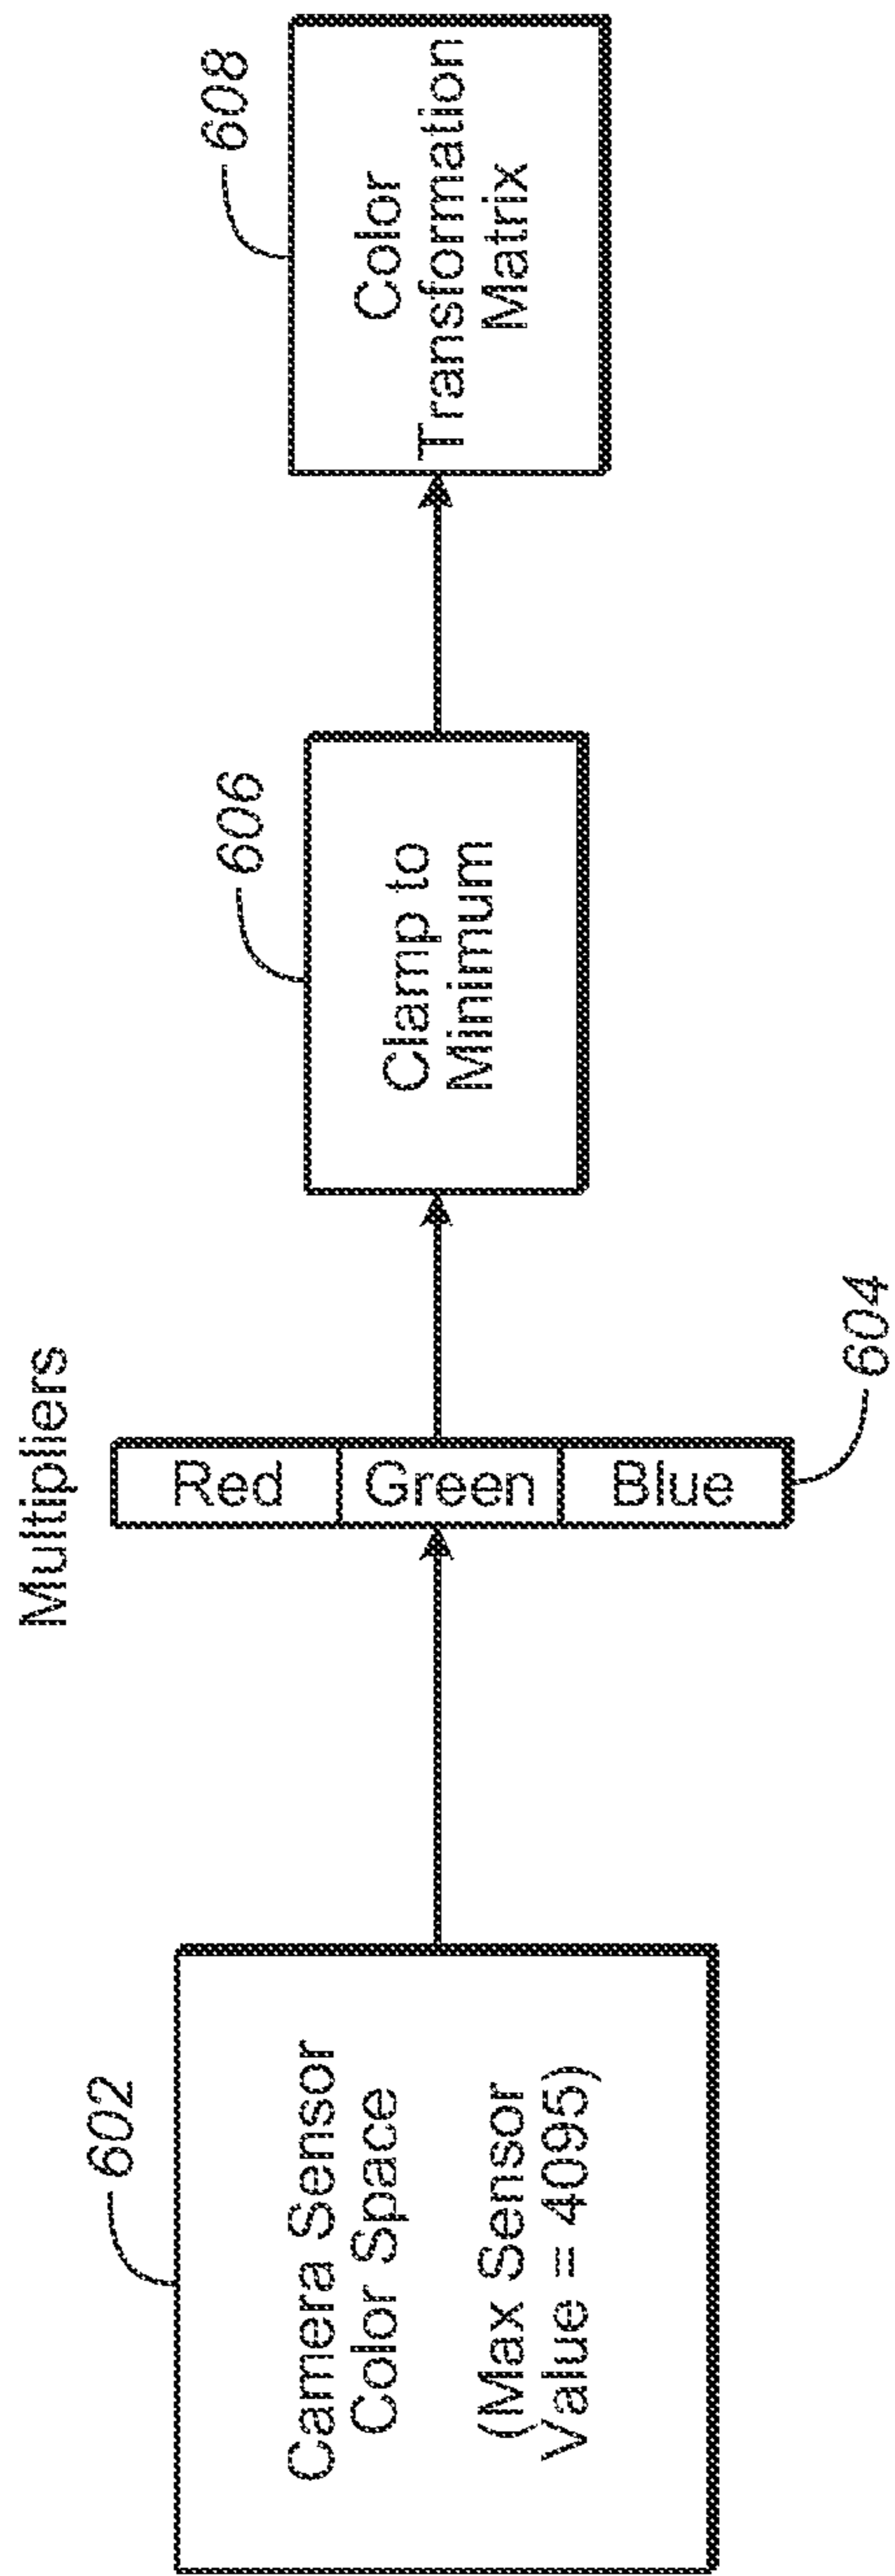 602
Camera Sensor
Color Space
(Max Sensor
Value = 4095)
Multipliers
Red
Green
Blue
604
606
Clamp to
Minimum
608
Color
Transformation
Matrix